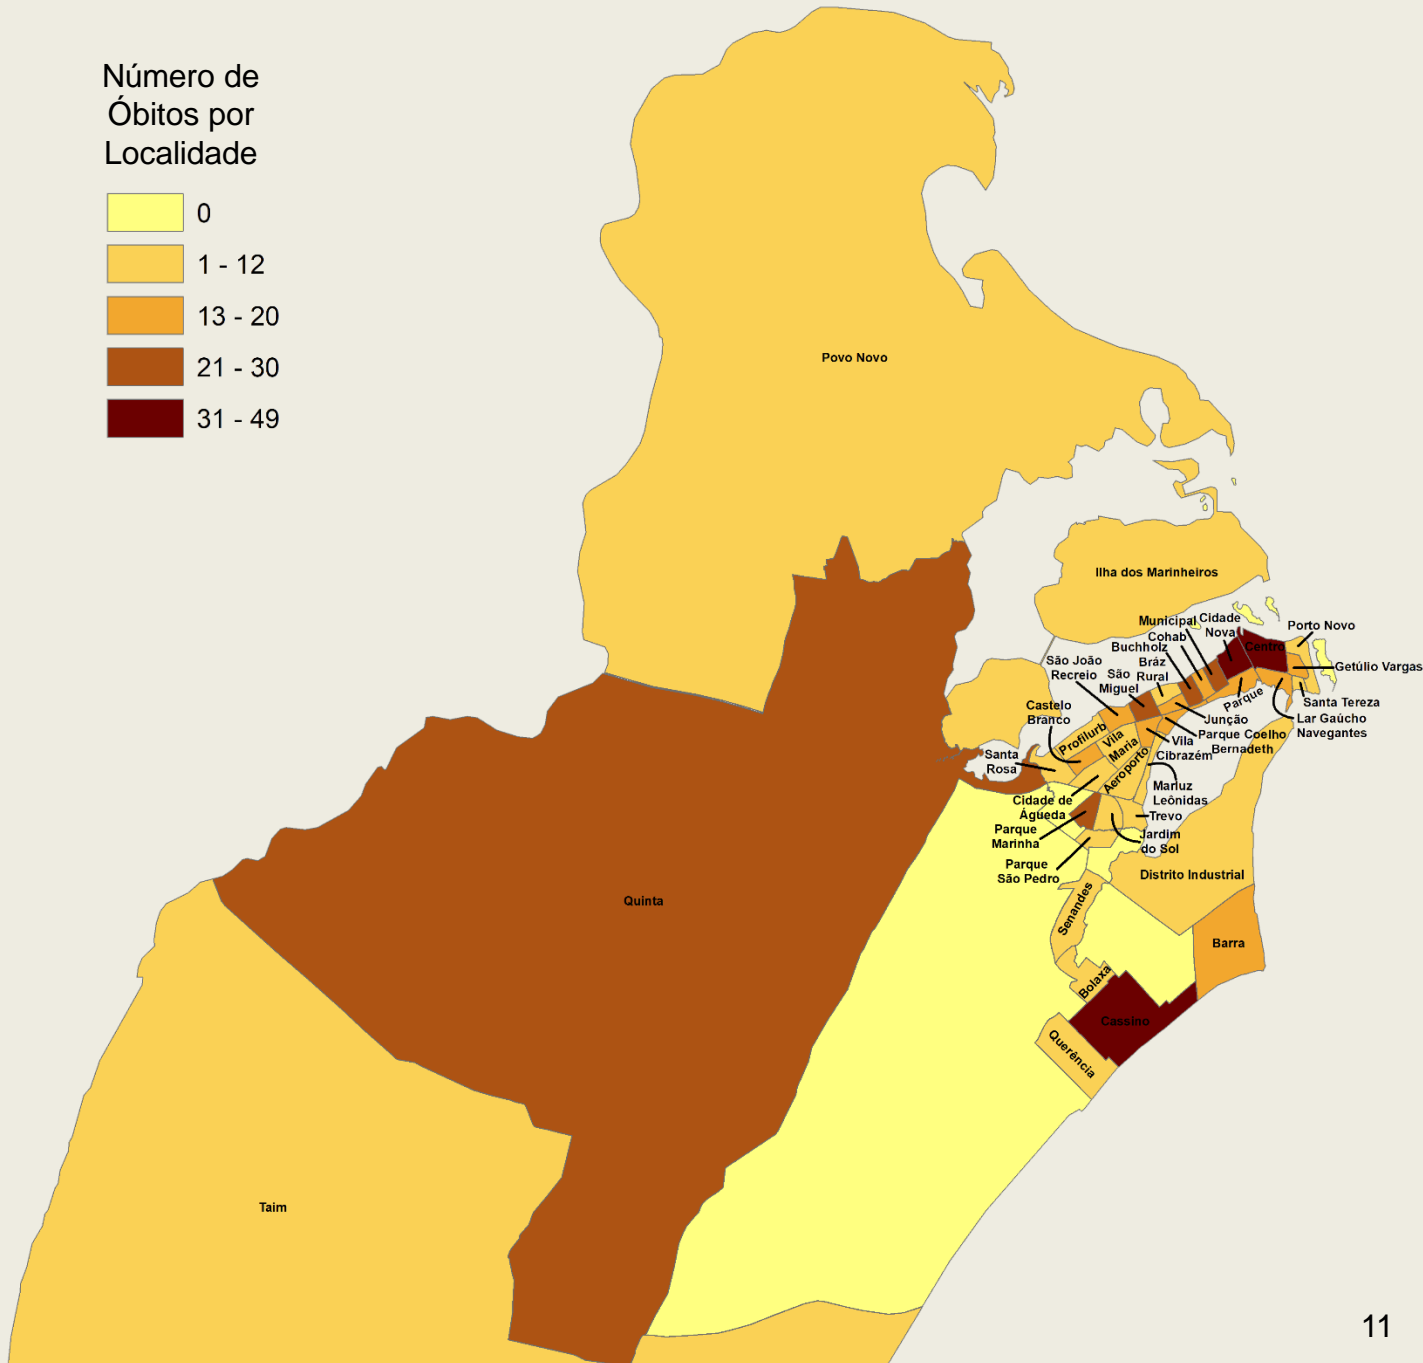 Número de
Óbitos por
Localidade
0
1 - 12
13 - 20
21 - 30
31 - 49
Povo Novo
Ilha dos Marinheiros
Municipal
Cidade
Nova
Cohab
Buchholz
Centro
Porto Novo
Getúlio Vargas
São João
Recreio
Bráz
Rural
São
Miguel
Santa Tereza
Parque
Lar Gaúcho
Navegantes
Castelo
Branco
Junção
Profilurb
Vila
Maria
Vila
Cibrazém
Parque Coelho
Bernadeth
Santa
Rosa
Aeroporto
Marluz
Leônidas
Cidade de
Águeda
Trevo
Parque
Marinha
Jardim
do Sol
Parque
São Pedro
Distrito Industrial
Quinta
Senandes
Barra
Bolaxa
Cassino
Querência
Taim
11